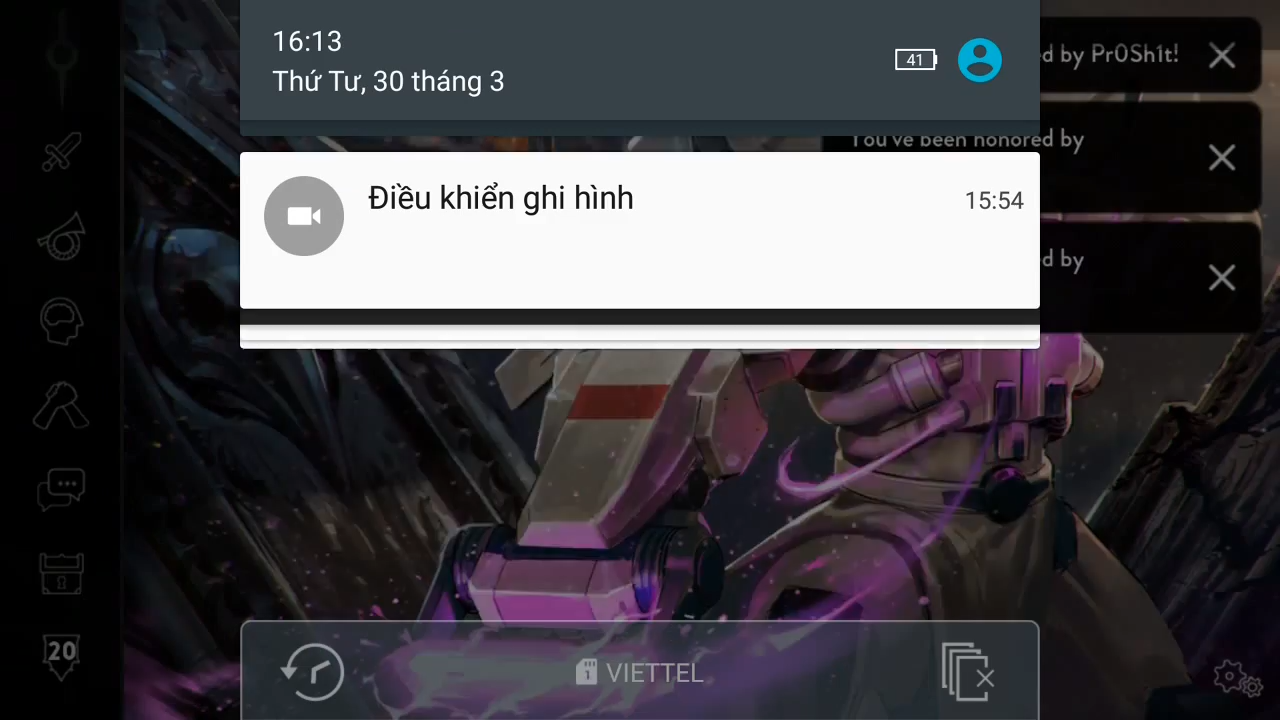 16:13
Thứ Tư, 30 tháng 3
41
d by Pr0Sh1t!
You've been honored by
Điều khiển ghi hình
15:54
d by
20
1 VIETTEL